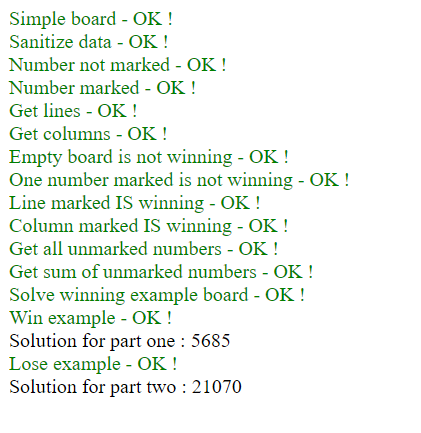 Simple board - OK !
Sanitize data - OK !
Number not marked - OK !
Number marked - OK !
Get lines - OK !
Get columns - OK !
Empty board is not winning - OK !
One number marked is not winning - OK !
Line marked IS winning - OK !
Column marked IS winning - OK !
Get all unmarked numbers - OK !
Get sum of unmarked numbers - OK !
Solve winning example board - OK !
Win example - OK !
Solution for part one : 5685
Lose example - OK !
Solution for part two : 21070